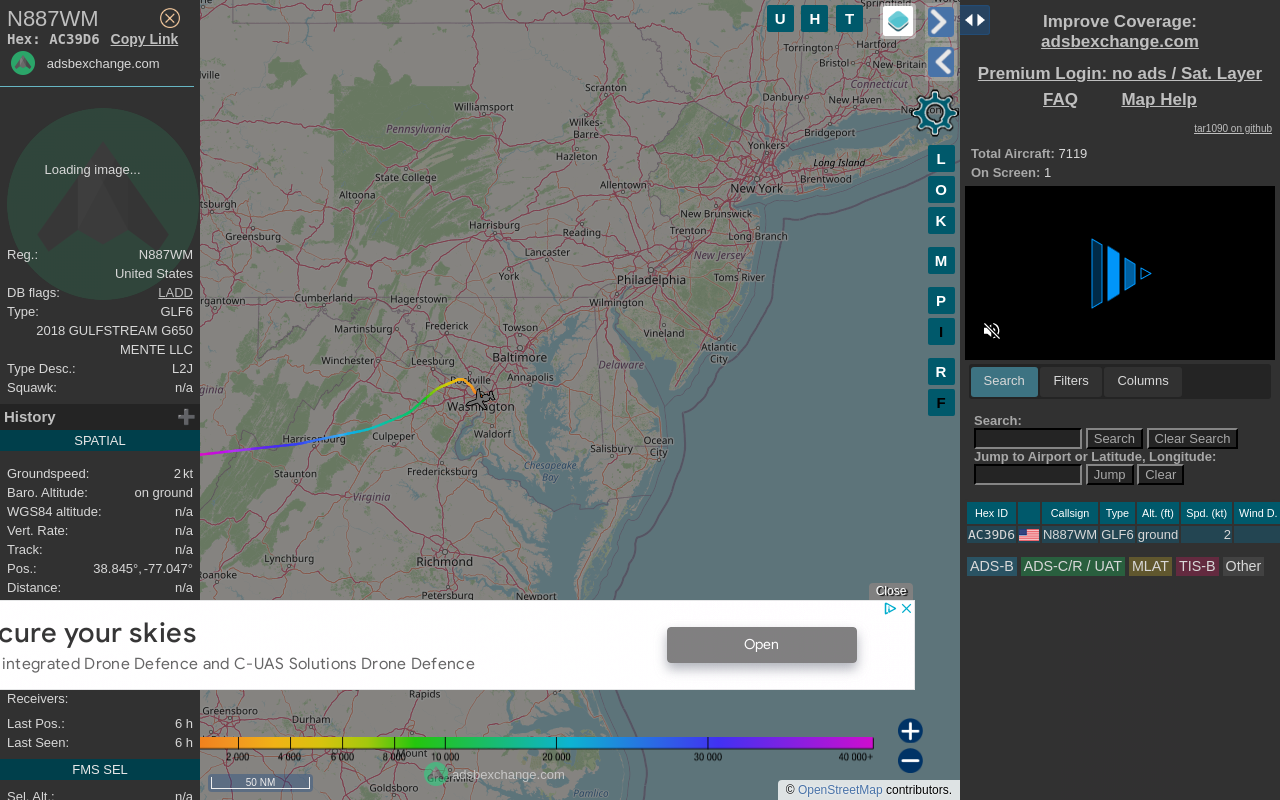 N887WM
Hex: AC39D6 Copy Link
adsbexchange.com
Loading image...
Reg.: N887WM
United States
DB flags: LADD
Type: GLF6
2018 GULFSTREAM G650
MENTE LLC
Type Desc.: L2J
Squawk: n/a
History
SPATIAL
Groundspeed: 2 kt
Baro. Altitude: on ground
WGS84 altitude: n/a
Vert. Rate: n/a
Track: n/a
Pos.: 38.845°, -77.047°
Distance: n/a
cure your skies
integrated Drone Defence and C-UAS Solutions Drone Defence
Open
Close
Receivers:
Last Pos.: 6 h
Last Seen: 6 h
FMS SEL
Sel. Alt.: n/a
U H T
L
O
K
M
P
I
R
F
Springfield
Torrington
Hartford
Bristol
New Britain
Connecticut
Scranton
Danbury
New Haven
Williamsport
Pennsylvania
Wilkes-
Barre
Bridgeport
Yonkers
Hazleton
Long Island
State College
Brentwood
Allentown
New York
Altoona
New Brunswick
Harrisburg
Reading
Trenton
Long Branch
Greensburg
Lancaster
New Jersey
York
Philadelphia
Toms River
Cumberland
Hagerstown
Wilmington
Martinsburg
Frederick
Towson
Vineland
Atlantic
City
Winchester
Leesburg
Baltimore
Delaware
Annapolis
Washington
Harrisonburg
Culpeper
Waldorf
Salisbury
Ocean
City
Staunton
Fredericksburg
Chesapeake
Bay
Virginia
Lynchburg
Richmond
Roanoke
Petersburg
Newport
Rapids
Greensboro
Durham
Greenville
Goldsboro
Pamlico
2 000 4 000 6 000 8 000 10 000 20 000 30 000 40 000+
adsbexchange.com
50 NM
© OpenStreetMap contributors.
Improve Coverage:
adsbexchange.com
Premium Login: no ads / Sat. Layer
FAQ Map Help
tar1090 on github
Total Aircraft: 7119
On Screen: 1
Search Filters Columns
Search:
Search Clear Search
Jump to Airport or Latitude, Longitude:
Jump Clear
Hex ID Callsign Type Alt. (ft) Spd. (kt) Wind D.
AC39D6 N887WM GLF6 ground 2
ADS-B ADS-C/R / UAT MLAT TIS-B Other